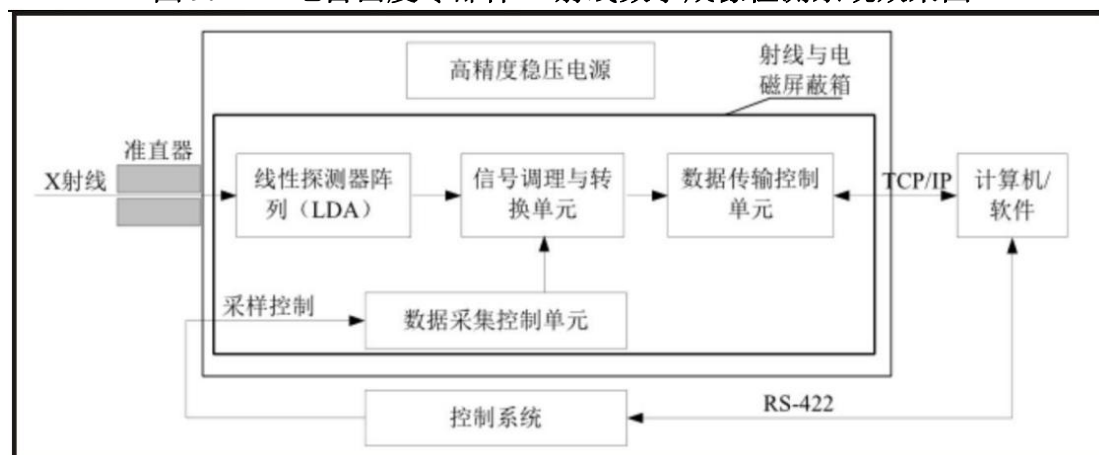 高精度稳压电源
射线与电
磁屏蔽箱
准直器
X射线
线性探测器阵
列（LDA）
信号调理与转
换单元
数据传输控制
单元
TCP/IP
计算机/
软件
采样控制
数据采集控制单元
控制系统
RS-422